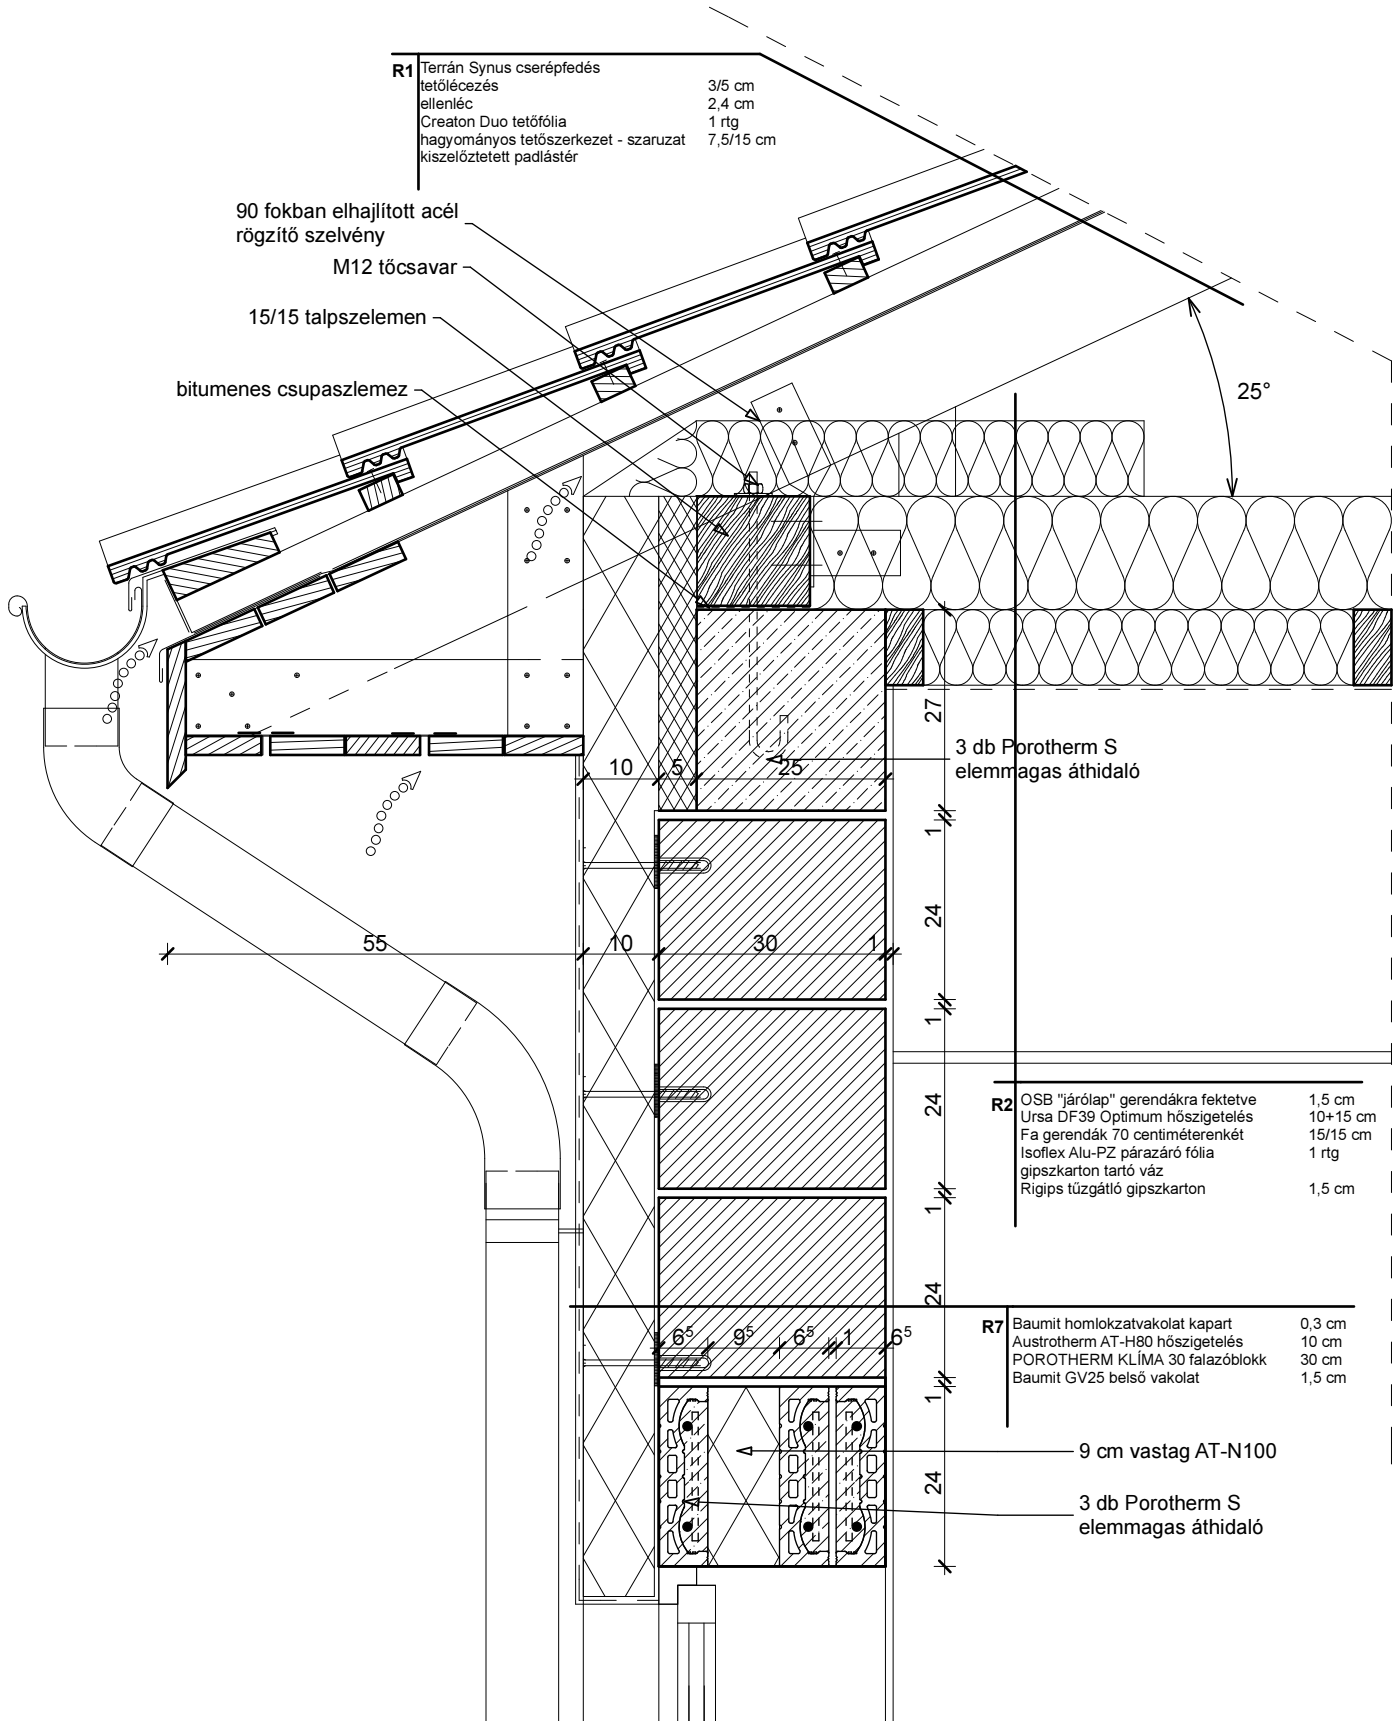 R1 Terrán Synus cserépfedés
tetőlécezés 3/5 cm
ellenléc 2,4 cm
Creaton Duo tetőfólia 1 rtg
hagyományos tetőszerkezet - szaruzat 7,5/15 cm
kiszelőztetett padlástér
90 fokban elhajlított acél
rögzítő szelvény
M12 tőcsavar
15/15 talpszelemen
bitumenes csupaszlemez
25°
27
3 db Porotherm S
elemmagas áthidaló
10 5 25
1
24
55 10 30 1
1
24
R2 OSB "járólap" gerendákra fektetve 1,5 cm
Ursa DF39 Optimum hőszigetelés 10+15 cm
Fa gerendák 70 centiméterenkét 15/15 cm
Isoflex Alu-PZ párazáró fólia 1 rtg
gipszkarton tartó váz
Rigips tűzgátló gipszkarton 1,5 cm
1
24
R7 Baumit homlokzatvakolat kapart 0,3 cm
Austrotherm AT-H80 hőszigetelés 10 cm
POROTHERM KLÍMA 30 falazóblokk 30 cm
Baumit GV25 belső vakolat 1,5 cm
6⁵ 9⁵ 6⁵ 1 6⁵
1
24
9 cm vastag AT-N100
3 db Porotherm S
elemmagas áthidaló